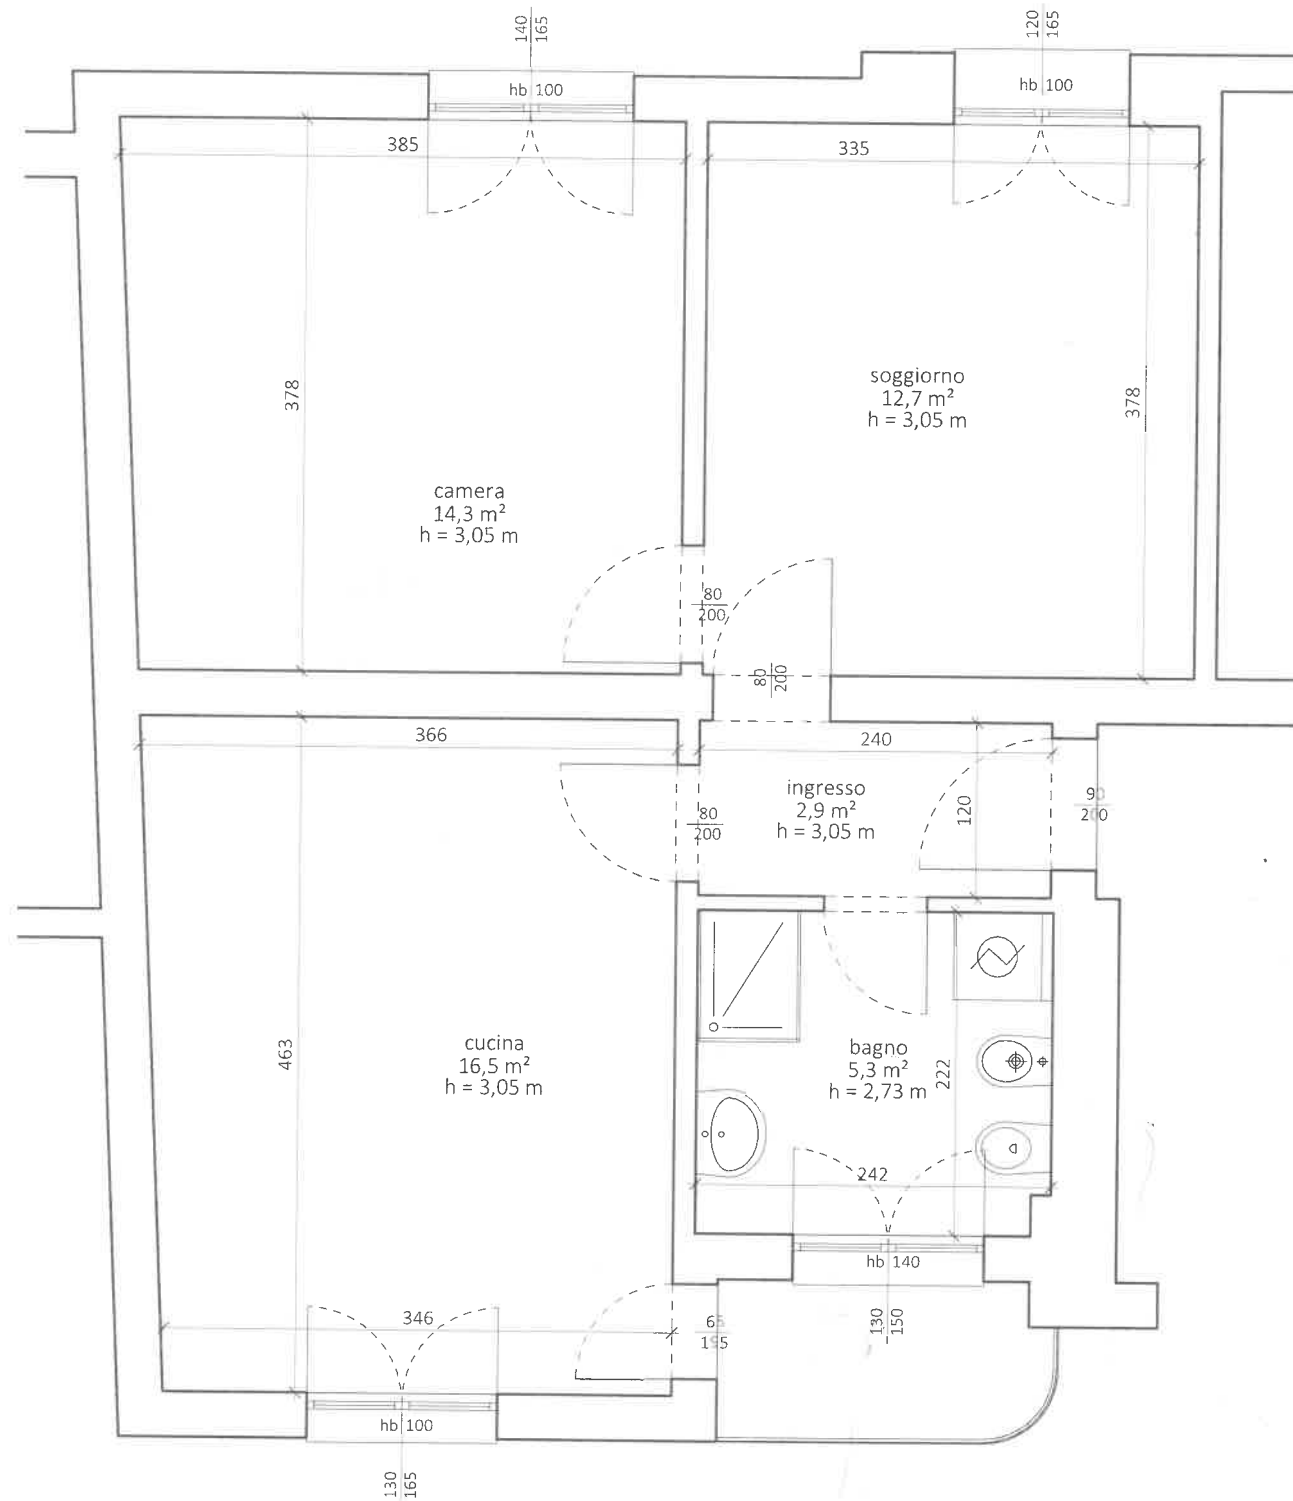 140
165
120
165
hb 100
hb 100
385
335
378
378
soggiorno
12,7 m²
h = 3,05 m
camera
14,3 m²
h = 3,05 m
80
200
80
200
366
240
ingresso
2,9 m²
h = 3,05 m
120
90
200
80
200
463
cucina
16,5 m²
h = 3,05 m
bagno
5,3 m²
h = 2,73 m
222
242
hb 140
130
150
346
65
195
hb 100
130
165